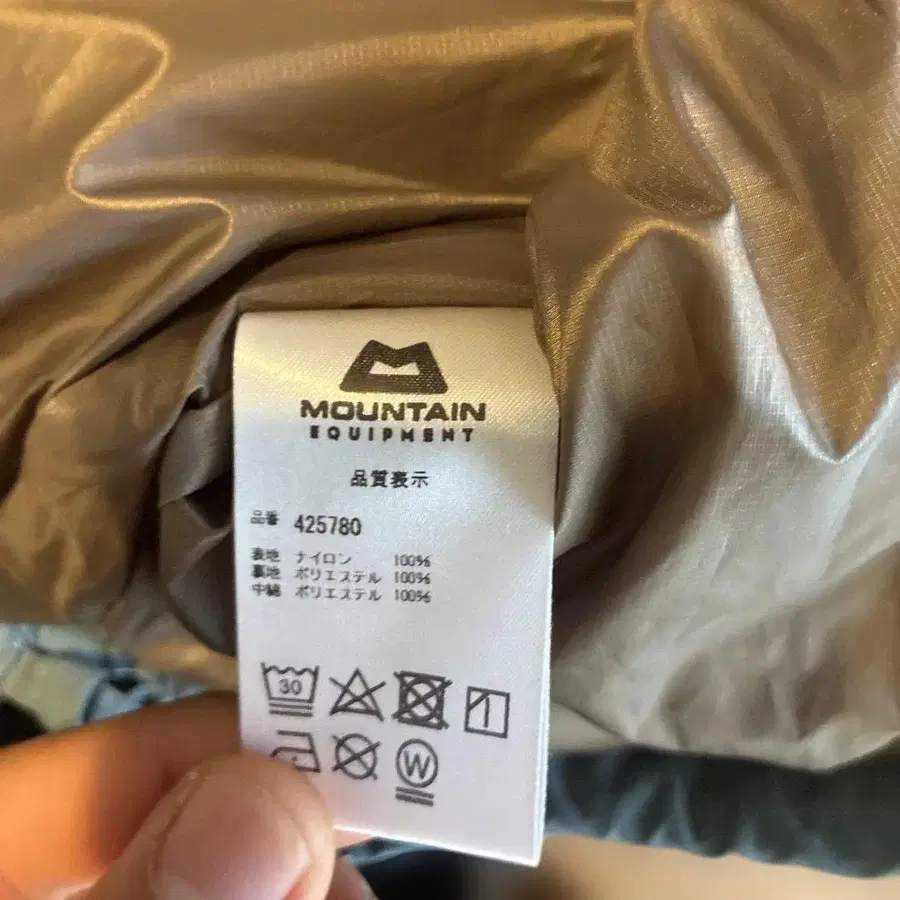 MOUNTAIN
EQUIPMENT
品質表示
品番 425780
表地 ナイロン 100%
裏地 ポリエステル 100%
中綿 ポリエステル 100%
30
W